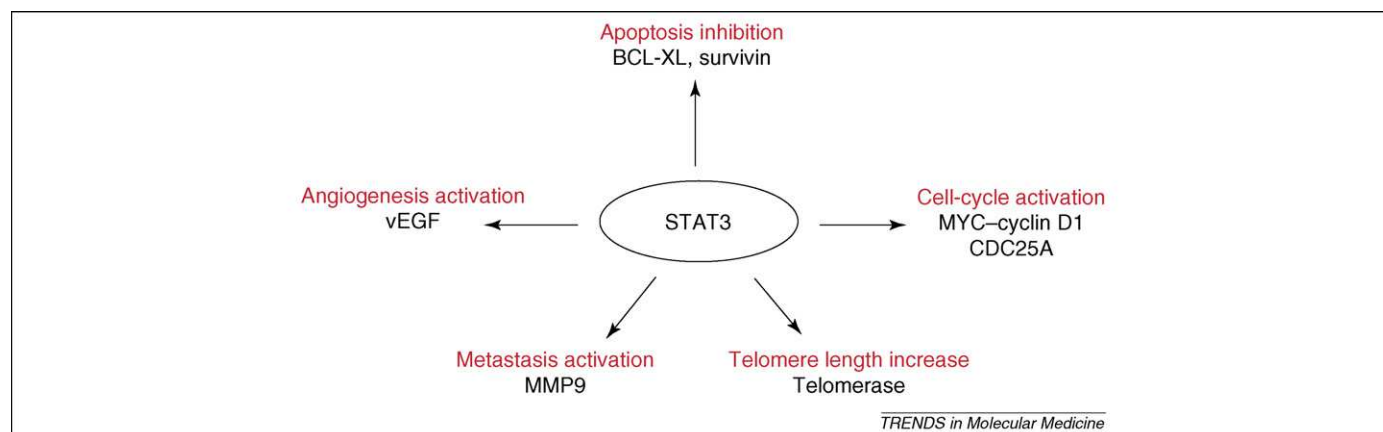 Apoptosis inhibition
BCL-XL, survivin
Angiogenesis activation
vEGF
STAT3
Cell-cycle activation
MYC–cyclin D1
CDC25A
Metastasis activation
MMP9
Telomere length increase
Telomerase
TRENDS in Molecular Medicine